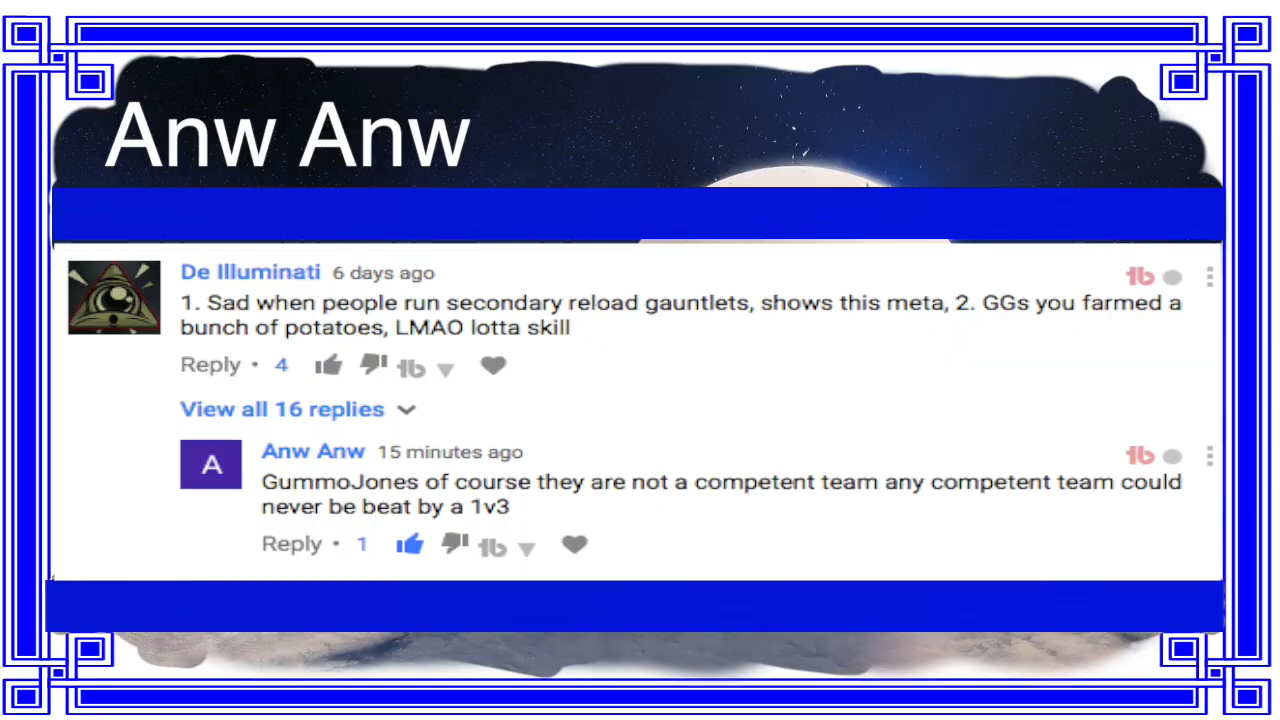 Anw Anw
De Illuminati 6 days ago
1. Sad when people run secondary reload gauntlets, shows this meta, 2. GGs you farmed a
bunch of potatoes, LMAO lotta skill
Reply • 4
View all 16 replies
A
Anw Anw 15 minutes ago
GummoJones of course they are not a competent team any competent team could
never be beat by a 1v3
Reply • 1